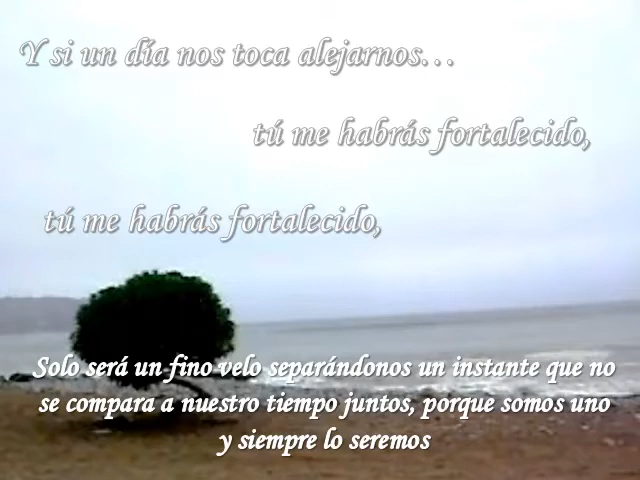 Y si un día nos toca alejarnos...
tú me habrás fortalecido,
tú me habrás fortalecido,
Solo será un fino velo separándonos un instante que no
se compara a nuestro tiempo juntos, porque somos uno
y siempre lo seremos